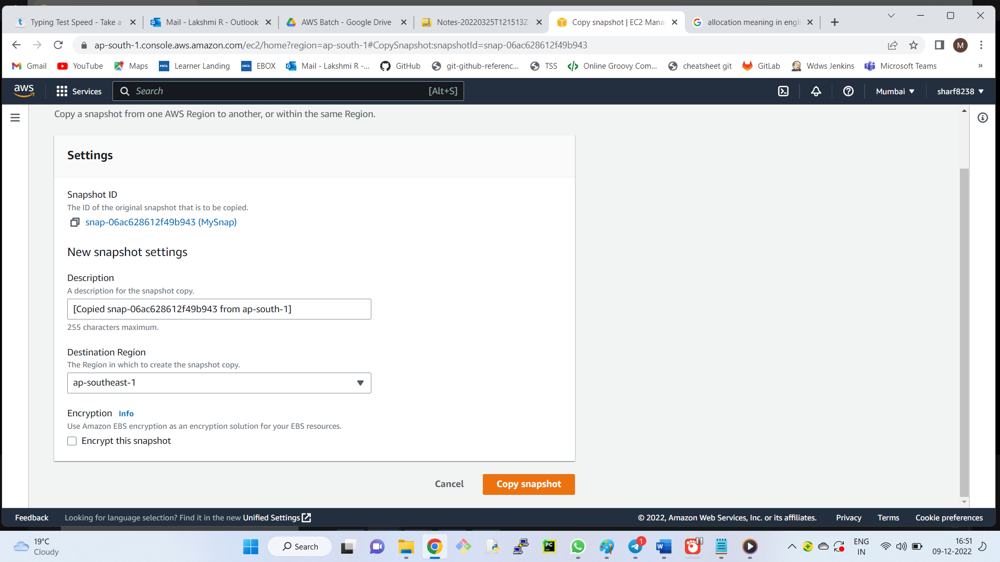 Typing Test Speed - Take a
Mail - Lakshmi R - Outlook
AWS Batch - Google Drive
Notes-20220325T121513Z-
Copy snapshot | EC2 Mana
allocation meaning in engli
ap-south-1.console.aws.amazon.com/ec2/home?region=ap-south-1#CopySnapshot:snapshotId=snap-06ac628612f49b943
M
Gmail
YouTube
Maps
HCL
Learner Landing
HCL
EBOX
Mail - Lakshmi R -...
GitHub
git-github-referenc...
TSS
Online Groovy Com...
cheatsheet git
GitLab
Wdws Jenkins
Microsoft Teams
»
aws
Services
Search
[Alt+S]
Mumbai
sharf8238
Copy a snapshot from one AWS Region to another, or within the same Region.
Settings
Snapshot ID
The ID of the original snapshot that is to be copied.
snap-06ac628612f49b943 (MySnap)
New snapshot settings
Description
A description for the snapshot copy.
[Copied snap-06ac628612f49b943 from ap-south-1]
255 characters maximum.
Destination Region
The Region in which to create the snapshot copy.
ap-southeast-1
Encryption Info
Use Amazon EBS encryption as an encryption solution for your EBS resources.
Encrypt this snapshot
Cancel
Copy snapshot
Feedback
Looking for language selection? Find it in the new Unified Settings
© 2022, Amazon Web Services, Inc. or its affiliates.
Privacy
Terms
Cookie preferences
19°C
Cloudy
Search
PC
1
W
ENG
IN
16:51
09-12-2022